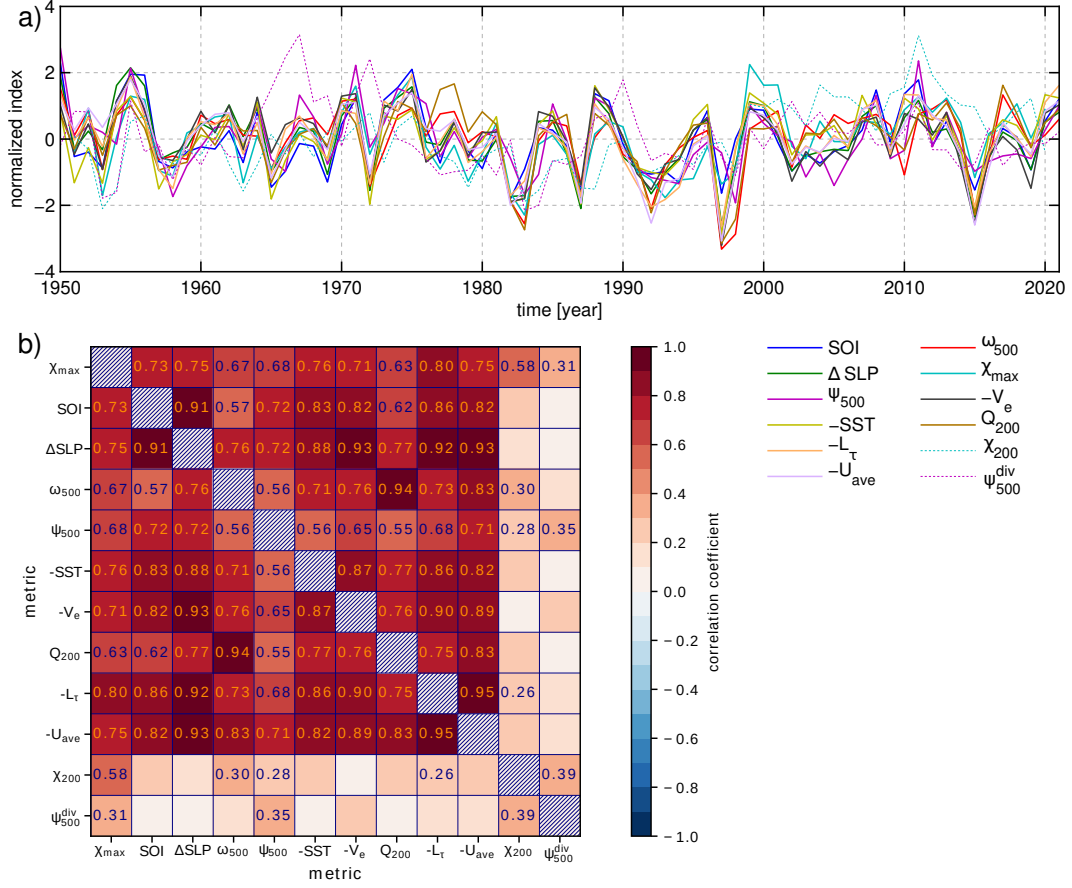 a)
normalized index
4
2
0
−2
−4
1950 1960 1970 1980 1990 2000 2010 2020
time [year]
b)
metric
χmax 0.73 0.75 0.67 0.68 0.76 0.71 0.63 0.80 0.75 0.58 0.31
SOI 0.73 0.91 0.57 0.72 0.83 0.82 0.62 0.86 0.82
ΔSLP 0.75 0.91 0.76 0.72 0.88 0.93 0.77 0.92 0.93
ω500 0.67 0.57 0.76 0.56 0.71 0.76 0.94 0.73 0.83 0.30
ψ500 0.68 0.72 0.72 0.56 0.56 0.65 0.55 0.68 0.71 0.28 0.35
-SST 0.76 0.83 0.88 0.71 0.56 0.87 0.77 0.86 0.82
-Ve 0.71 0.82 0.93 0.76 0.65 0.87 0.76 0.90 0.89
Q200 0.63 0.62 0.77 0.94 0.55 0.77 0.76 0.75 0.83
-Lτ 0.80 0.86 0.92 0.73 0.68 0.86 0.90 0.75 0.95 0.26
-Uave 0.75 0.82 0.93 0.83 0.71 0.82 0.89 0.83 0.95
χ200 0.58 0.30 0.28 0.26 0.39
ψ500div 0.31 0.35 0.39
χmax SOI ΔSLP ω500 ψ500 -SST -Ve Q200 -Lτ -Uave χ200 ψ500div
metric
1.0
0.8
0.6
0.4
0.2
0.0
−0.2
−0.4
−0.6
−0.8
−1.0
correlation coefficient
SOI
Δ SLP
ψ500
−SST
−Lτ
−Uave
ω500
χmax
−Ve
Q200
χ200
ψ500div